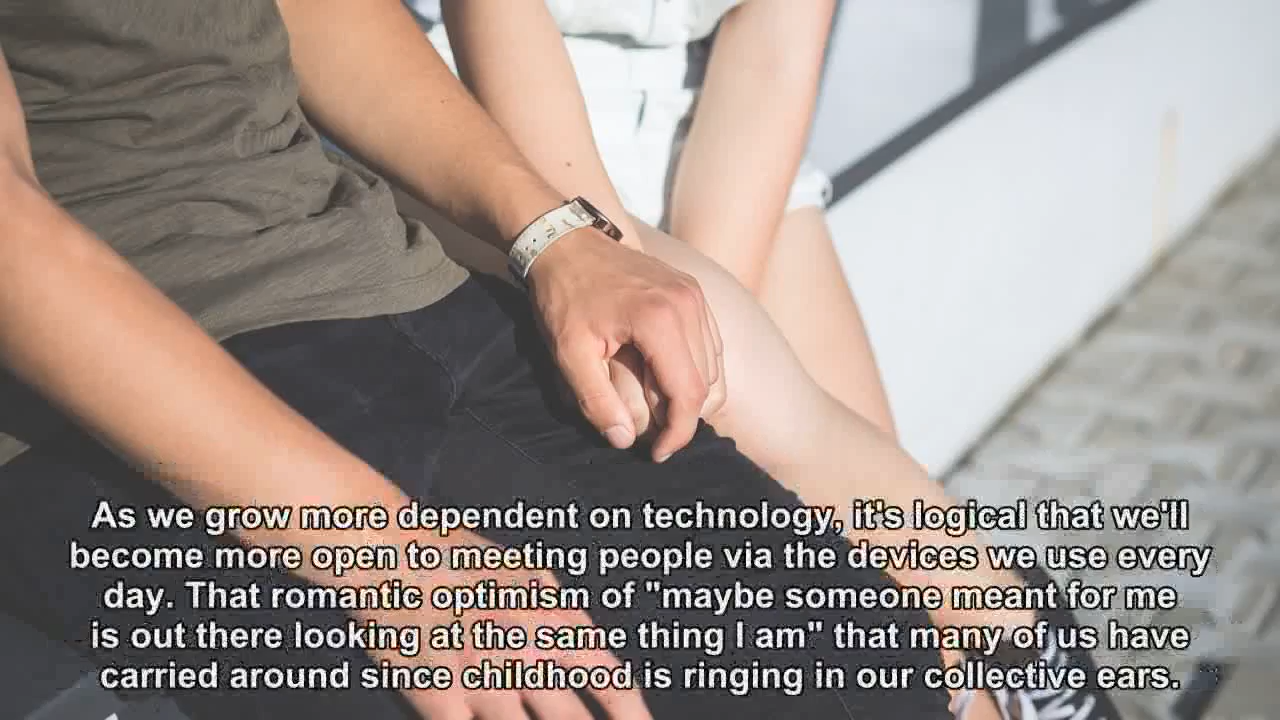 As we grow more dependent on technology, it's logical that we'll
become more open to meeting people via the devices we use every
day. That romantic optimism of "maybe someone meant for me
is out there looking at the same thing I am" that many of us have
carried around since childhood is ringing in our collective ears.